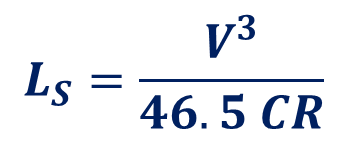 L_S = V^3 / 46.5 CR